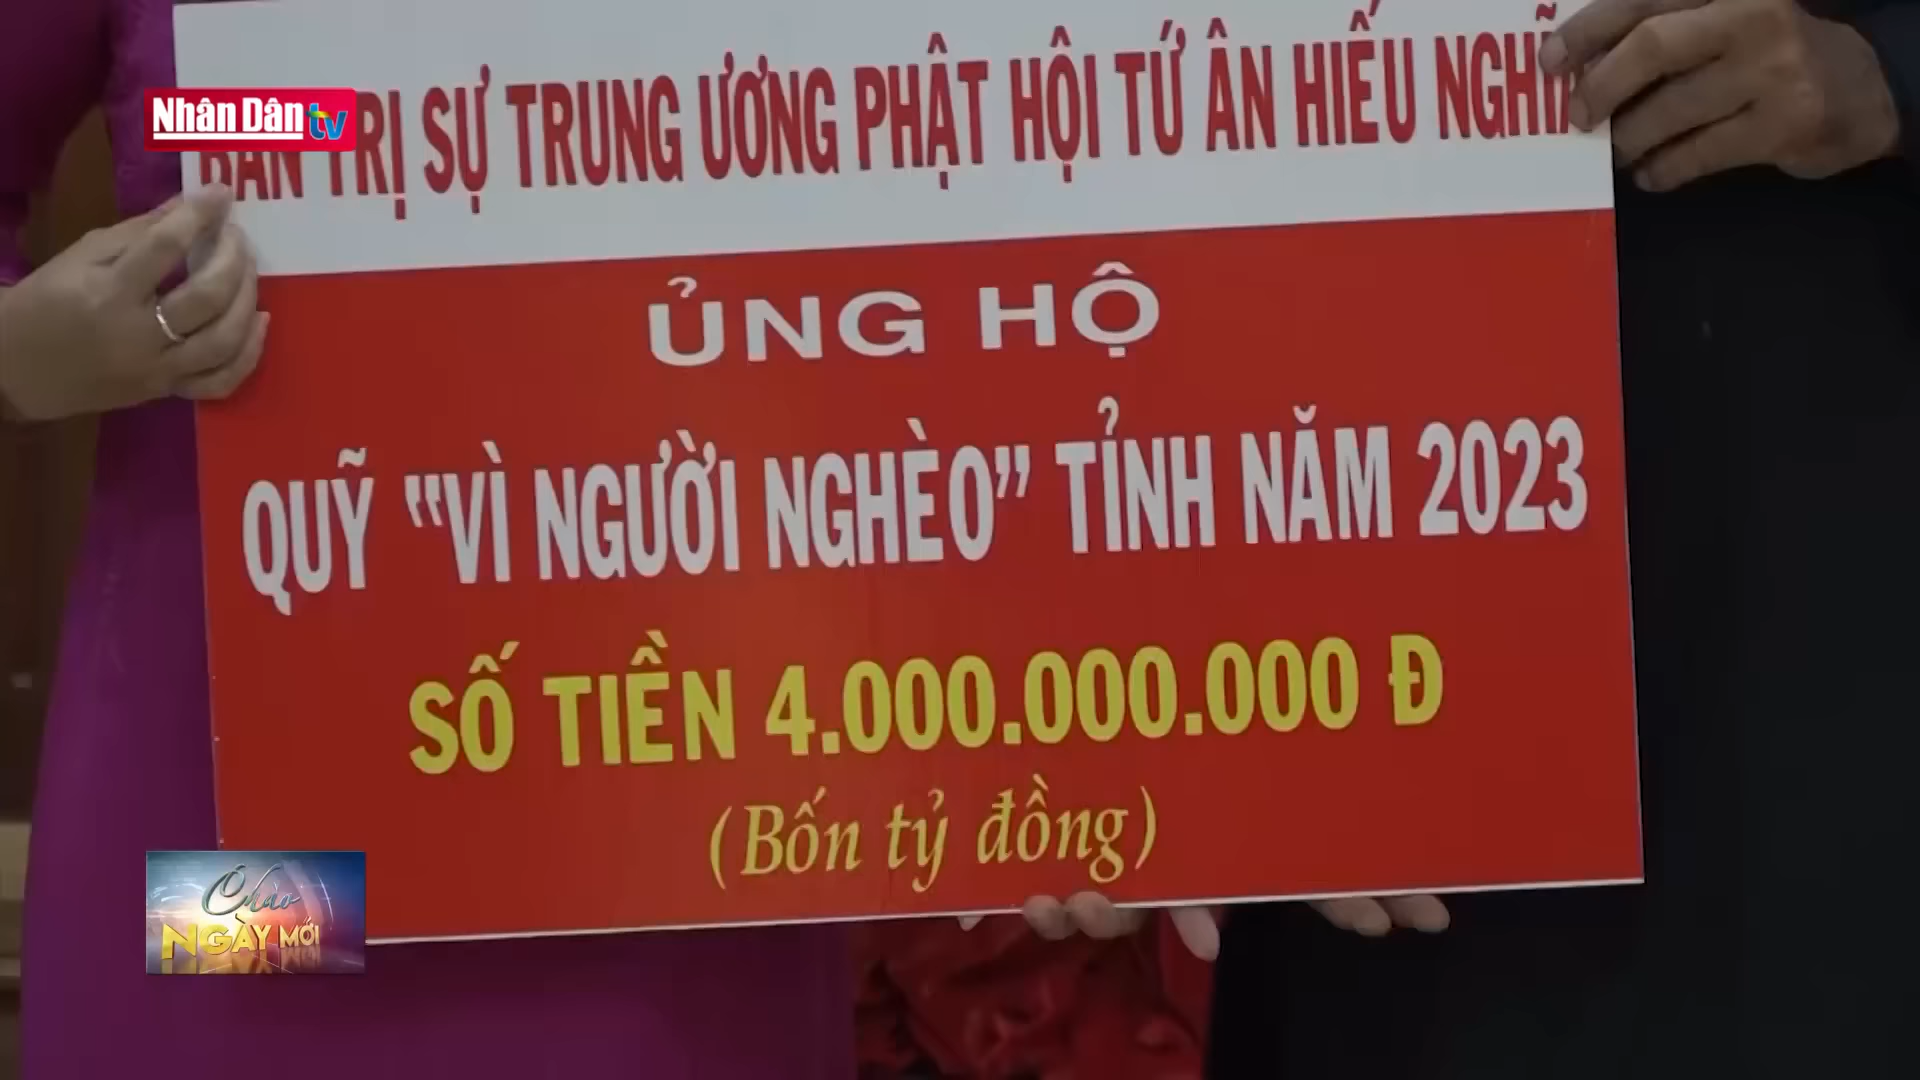 Nhân Dân tv
BAN TRỊ SỰ TRUNG ƯƠNG PHẬT HỘI TỨ ÂN HIẾU NGHĨA
ỦNG HỘ
QUỸ "VÌ NGƯỜI NGHÈO" TỈNH NĂM 2023
SỐ TIỀN 4.000.000.000 Đ
(Bốn tỷ đồng)
Chào
NGÀY MỚI